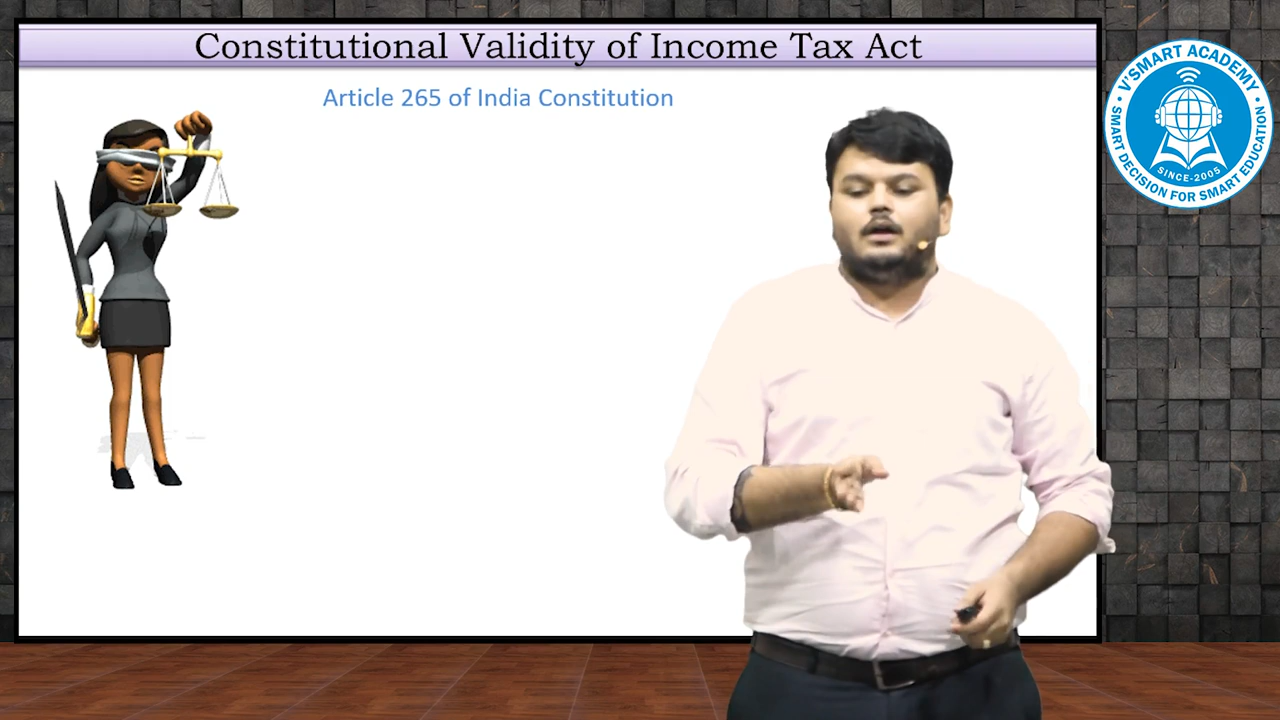 Constitutional Validity of Income Tax Act
Article 265 of India Constitution
V'SMART ACADEMY
SINCE-2005
SMART DECISION FOR SMART EDUCATION